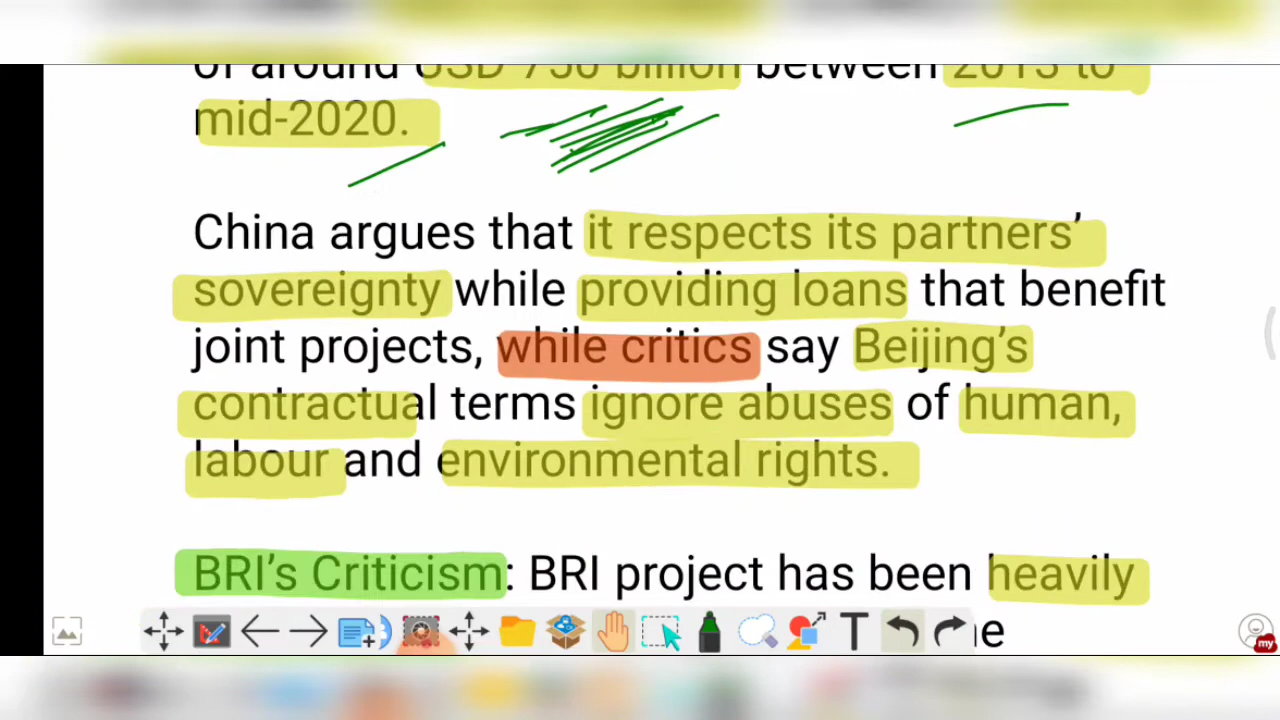 of around USD 750 billion between 2013 to
mid-2020.
China argues that it respects its partners’
sovereignty while providing loans that benefit
joint projects, while critics say Beijing’s
contractual terms ignore abuses of human,
labour and environmental rights.
BRI’s Criticism: BRI project has been heavily
T
my